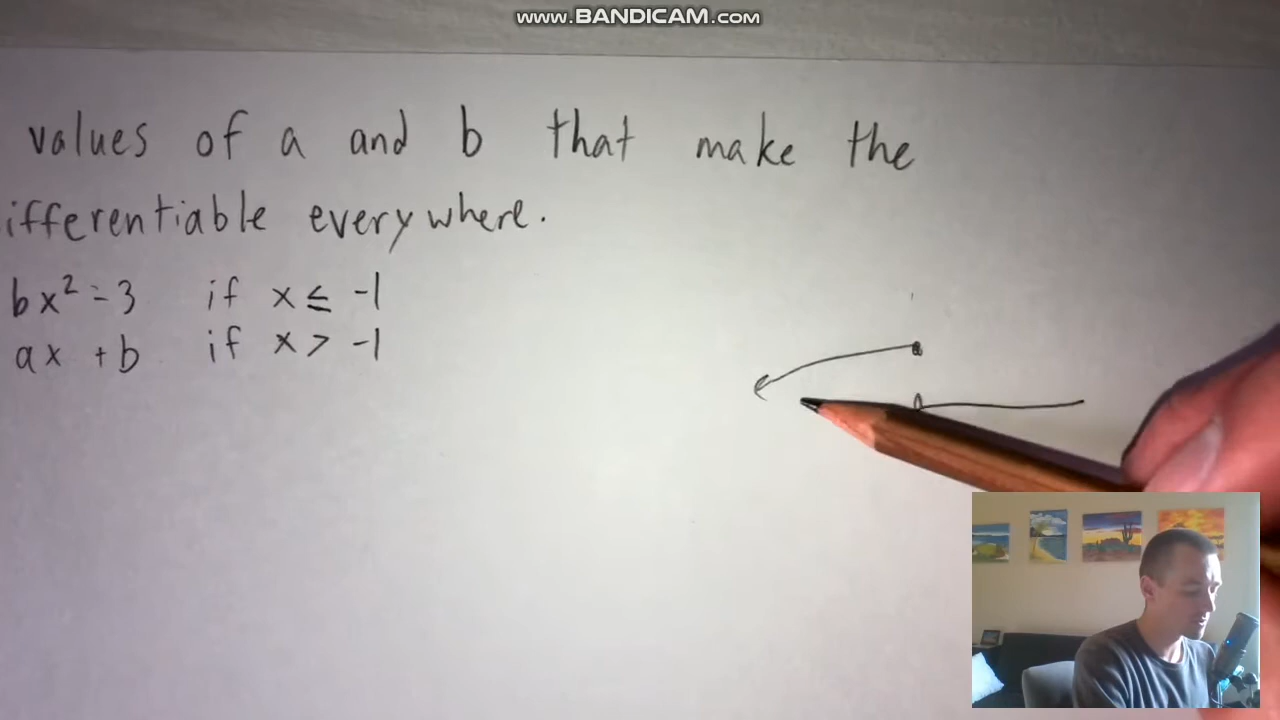 www.BANDICAM.com
values of a and b that make the
ifferentiable everywhere.
bx² - 3 if x ≤ -1
ax + b if x > -1